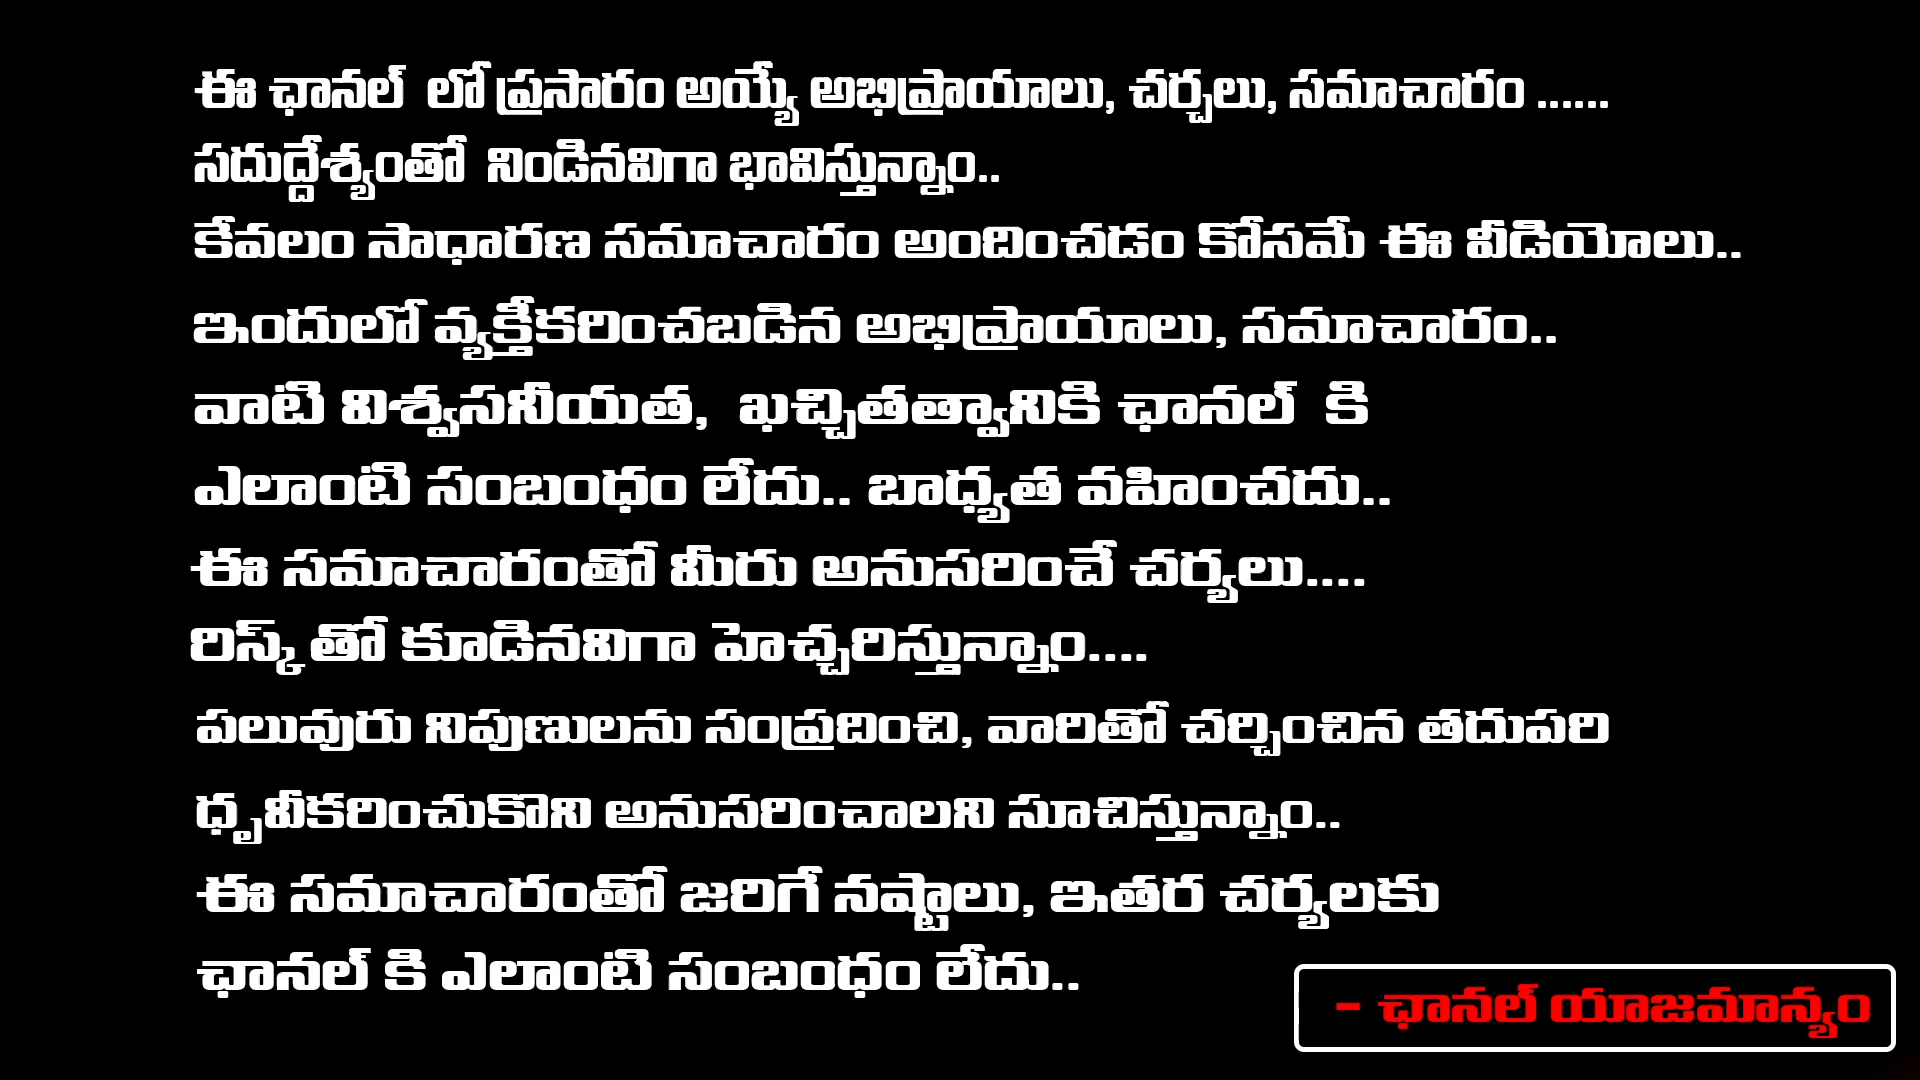 ఈ ఛానల్ లో ప్రసారం అయ్యే అభిప్రాయాలు, చర్చలు, సమాచారం ......
సదుద్దేశ్యంతో నిండినవిగా భావిస్తున్నాం..
కేవలం సాధారణ సమాచారం అందించడం కోసమే ఈ వీడియోలు..
ఇందులో వ్యక్తీకరించబడిన అభిప్రాయాలు, సమాచారం..
వాటి విశ్వసనీయత, ఖచ్చితత్వానికి ఛానల్ కి
ఎలాంటి సంబంధం లేదు.. బాధ్యత వహించదు..
ఈ సమాచారంతో మీరు అనుసరించే చర్యలు....
రిస్క్ తో కూడినవిగా హెచ్చరిస్తున్నాం....
పలువురు నిపుణులను సంప్రదించి, వారితో చర్చించిన తదుపరి
ధృవీకరించుకొని అనుసరించాలని సూచిస్తున్నాం..
ఈ సమాచారంతో జరిగే నష్టాలు, ఇతర చర్యలకు
ఛానల్ కి ఎలాంటి సంబంధం లేదు..
- ఛానల్ యాజమాన్యం